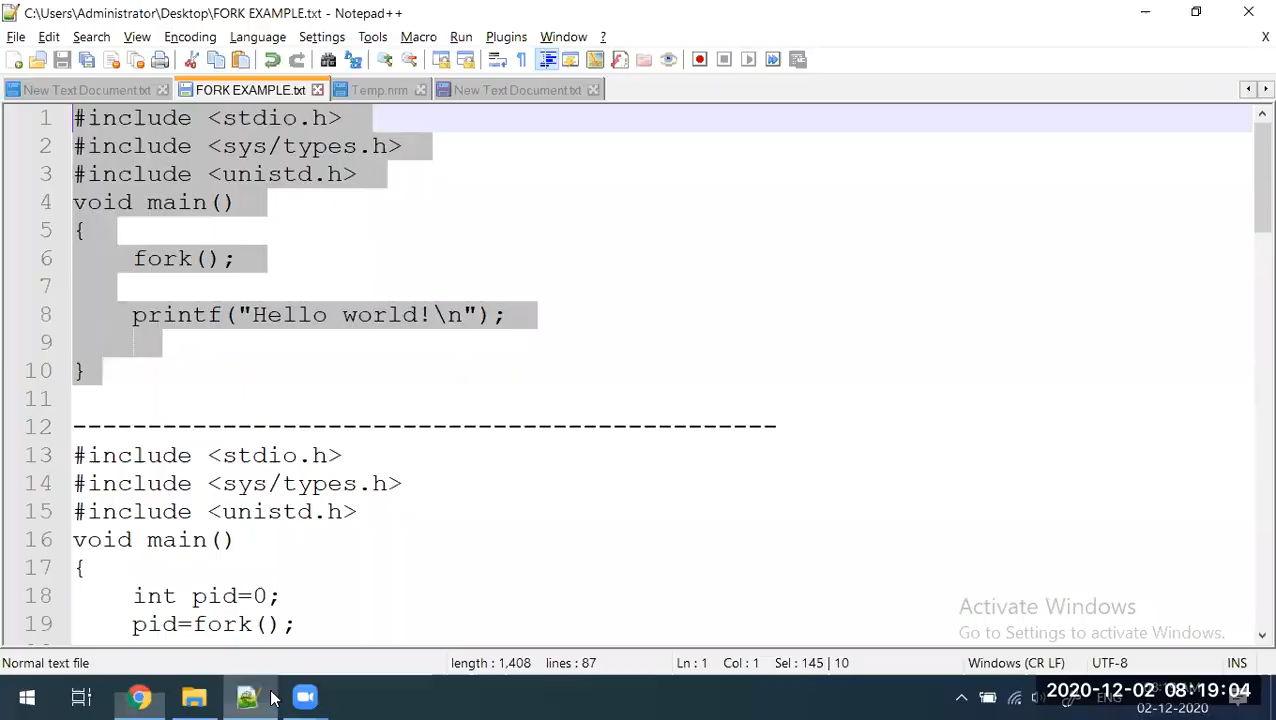 C:\Users\Administrator\Desktop\FORK EXAMPLE.txt - Notepad++
File Edit Search View Encoding Language Settings Tools Macro Run Plugins Window ? X
New Text Document.txt FORK EXAMPLE.txt Temp.nrm New Text Document.txt
1 #include <stdio.h>
2 #include <sys/types.h>
3 #include <unistd.h>
4 void main()
5 {
6 fork();
7
8 printf("Hello world!\n");
9
10 }
11
12 -----------------------------------------------
13 #include <stdio.h>
14 #include <sys/types.h>
15 #include <unistd.h>
16 void main()
17 {
18 int pid=0;
19 pid=fork();
Activate Windows
Go to Settings to activate Windows.
Normal text file length : 1,408 lines : 87 Ln : 1 Col : 1 Sel : 145 | 10 Windows (CR LF) UTF-8 INS
2020-12-02 08:19:04
ENG
02-12-2020